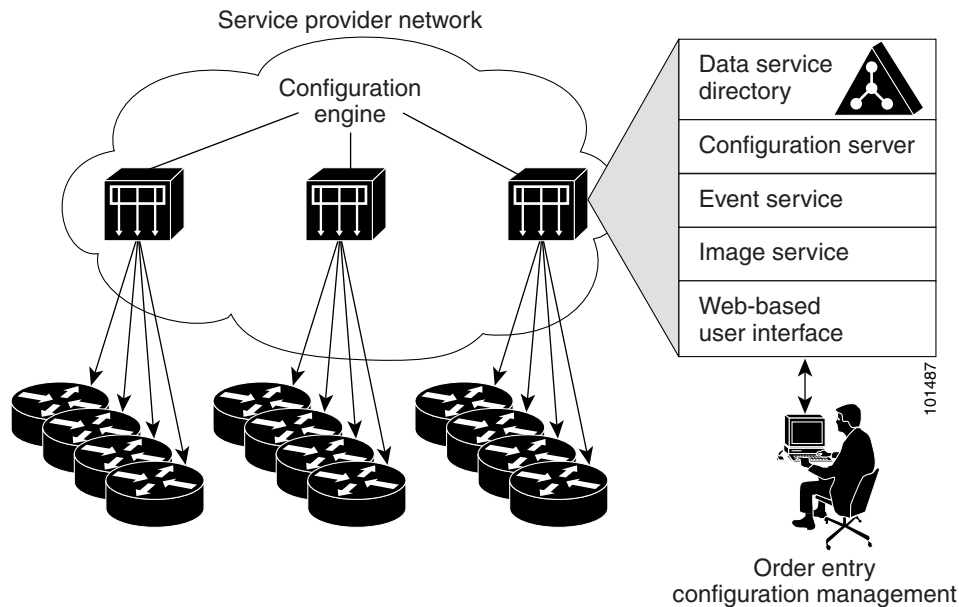 Service provider network
Configuration
engine
Data service
directory
Configuration server
Event service
Image service
Web-based
user interface
101487
Order entry
configuration management